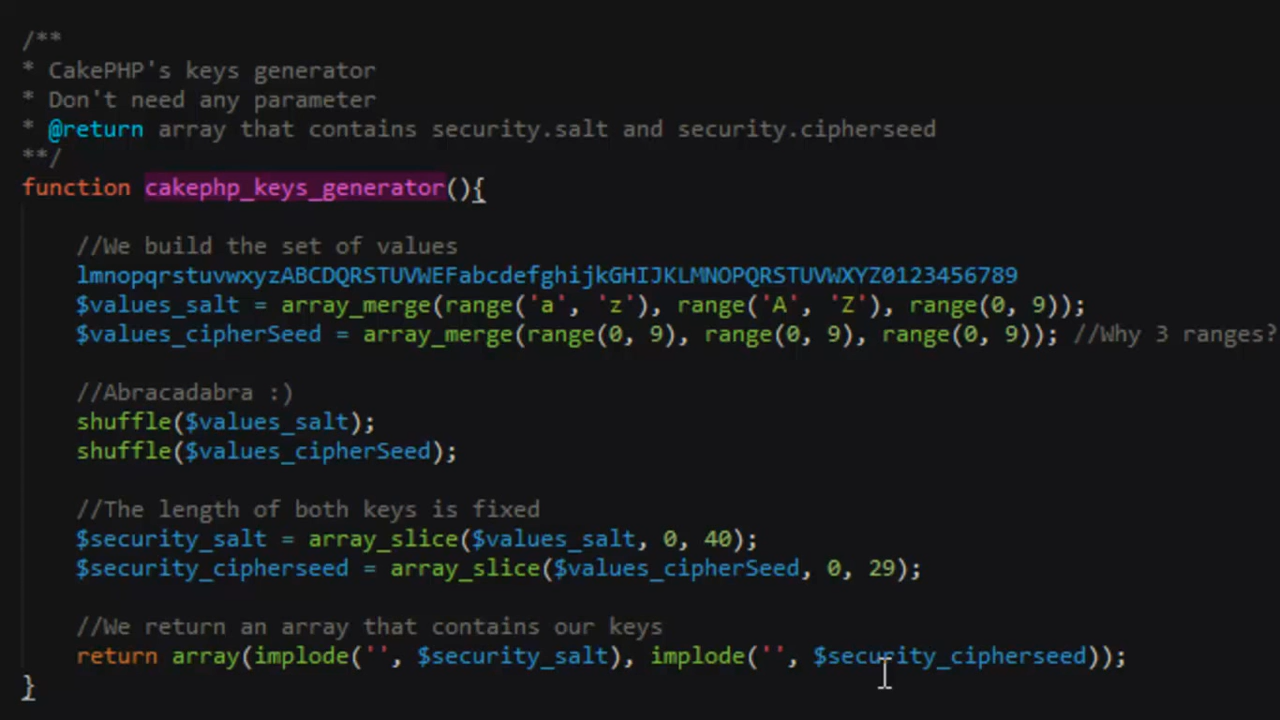 /**
* CakePHP's keys generator
* Don't need any parameter
* @return array that contains security.salt and security.cipherseed
**/
function cakephp_keys_generator(){
//We build the set of values
lmnopqrstuvwxyzABCDQRSTUVWEFabcdefghijkGHIJKLMNOPQRSTUVWXYZ0123456789
$values_salt = array_merge(range('a', 'z'), range('A', 'Z'), range(0, 9));
$values_cipherSeed = array_merge(range(0, 9), range(0, 9), range(0, 9)); //Why 3 ranges?
//Abracadabra :)
shuffle($values_salt);
shuffle($values_cipherSeed);
//The length of both keys is fixed
$security_salt = array_slice($values_salt, 0, 40);
$security_cipherseed = array_slice($values_cipherSeed, 0, 29);
//We return an array that contains our keys
return array(implode('', $security_salt), implode('', $security_cipherseed));
}